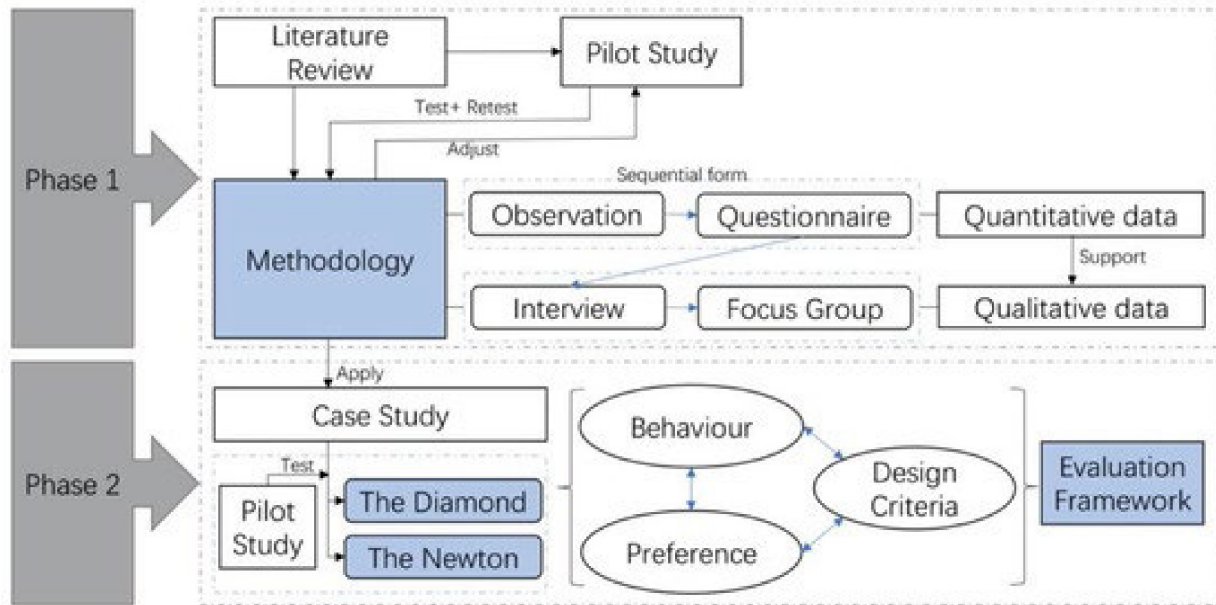 Phase 1
Literature
Review
Pilot Study
Test+ Retest
Adjust
Methodology
Sequential form
Observation
Questionnaire
Quantitative data
Support
Interview
Focus Group
Qualitative data
Phase 2
Apply
Case Study
Test
Pilot
Study
The Diamond
The Newton
Behaviour
Preference
Design
Criteria
Evaluation
Framework